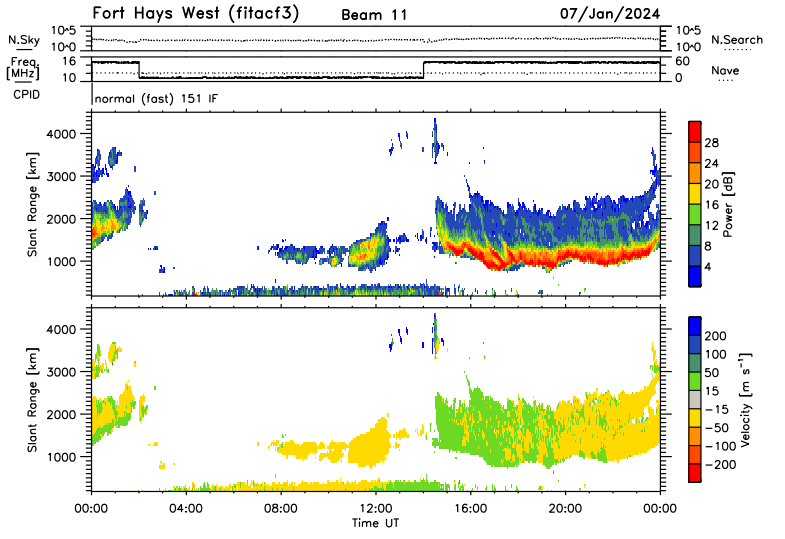 Fort Hays West (fitacf3) Beam 11 07/Jan/2024
10^5 10^5
N.Sky N.Search
10^0 10^0
Freq. 16 60
[MHz] Nave
10 0
CPID normal (fast) 151 IF
Slant Range [km]
4000
3000
2000
1000
28
24
20
16
12
8
4
Power [dB]
Slant Range [km]
4000
3000
2000
1000
200
100
50
15
−15
−50
−100
−200
Velocity [m s⁻¹]
00:00 04:00 08:00 12:00 16:00 20:00 00:00
Time UT